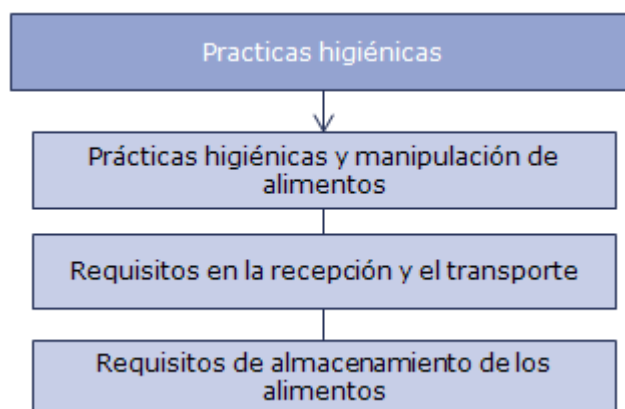 Practicas higiénicas
Prácticas higiénicas y manipulación de
alimentos
Requisitos en la recepción y el transporte
Requisitos de almacenamiento de los
alimentos